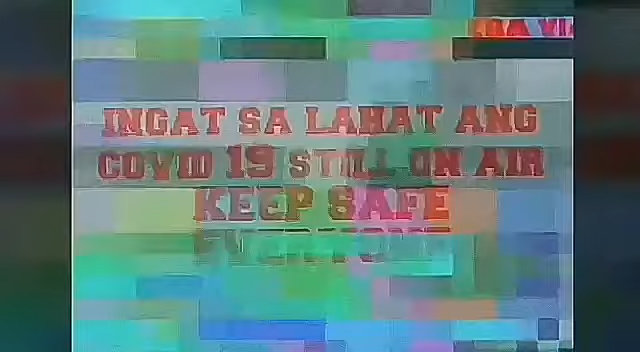 INGAT SA LAHAT ANG
COVID 19 STILL ON AIR
KEEP SAFE